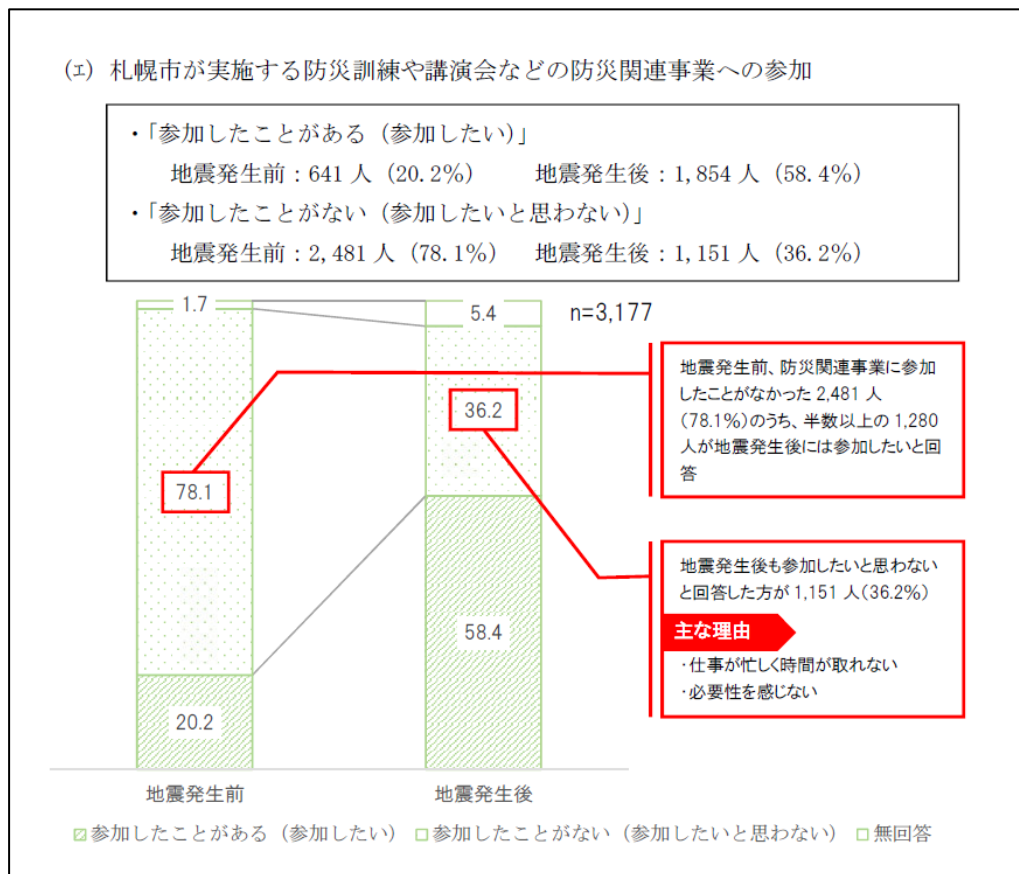 (ｴ) 札幌市が実施する防災訓練や講演会などの防災関連事業への参加
・「参加したことがある（参加したい）」
地震発生前：641 人（20.2%） 地震発生後：1,854 人（58.4%）
・「参加したことがない（参加したいと思わない）」
地震発生前：2,481 人（78.1%） 地震発生後：1,151 人（36.2%）
1.7
5.4
n=3,177
地震発生前、防災関連事業に参加
したことがなかった 2,481 人
（78.1%）のうち、半数以上の 1,280
人が地震発生後には参加したいと回
答
36.2
78.1
地震発生後も参加したいと思わない
と回答した方が 1,151 人（36.2%）
主な理由
・仕事が忙しく時間が取れない
・必要性を感じない
58.4
20.2
地震発生前
地震発生後
参加したことがある（参加したい） 参加したことがない（参加したいと思わない） 無回答